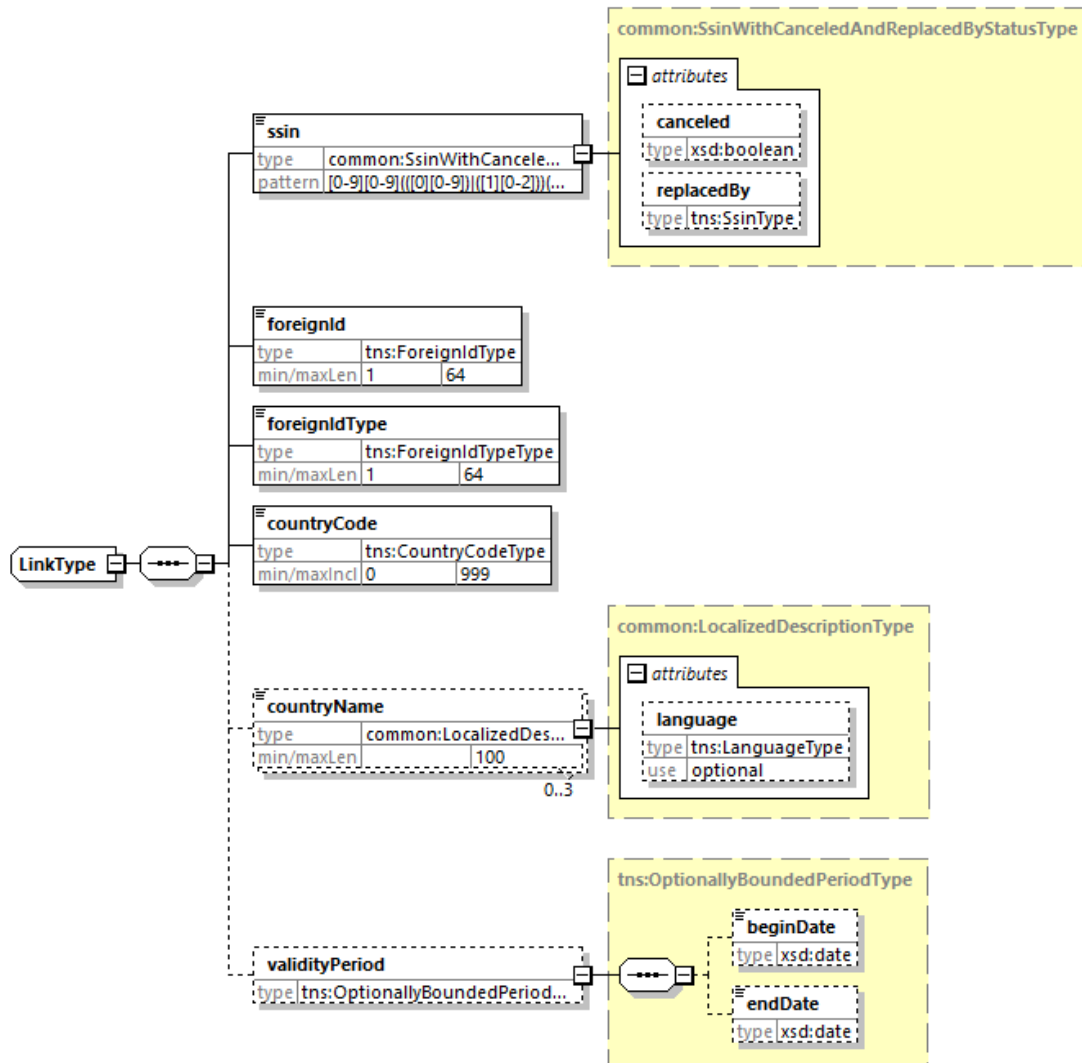 common:SsinWithCanceledAndReplacedByStatusType
attributes
canceled
type xsd:boolean
replacedBy
type tns:SsinType
ssin
type common:SsinWithCancele...
pattern [0-9][0-9](([0][0-9])|([1][0-2]))(...
foreignId
type tns:ForeignIdType
min/maxLen 1 64
foreignIdType
type tns:ForeignIdTypeType
min/maxLen 1 64
countryCode
type tns:CountryCodeType
min/maxIncl 0 999
LinkType
common:LocalizedDescriptionType
attributes
language
type tns:LanguageType
use optional
countryName
type common:LocalizedDes...
min/maxLen 100
0..3
tns:OptionallyBoundedPeriodType
beginDate
type xsd:date
validityPeriod
type tns:OptionallyBoundedPeriod...
endDate
type xsd:date